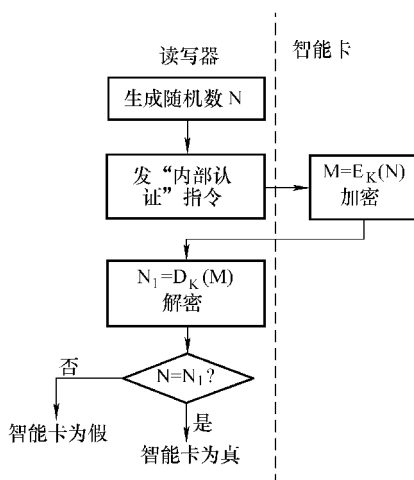 读写器
智能卡
生成随机数 N
发“内部认
证”指令
M=E_K(N)
加密
N_1=D_K(M)
解密
N=N_1?
否
是
智能卡为假
智能卡为真